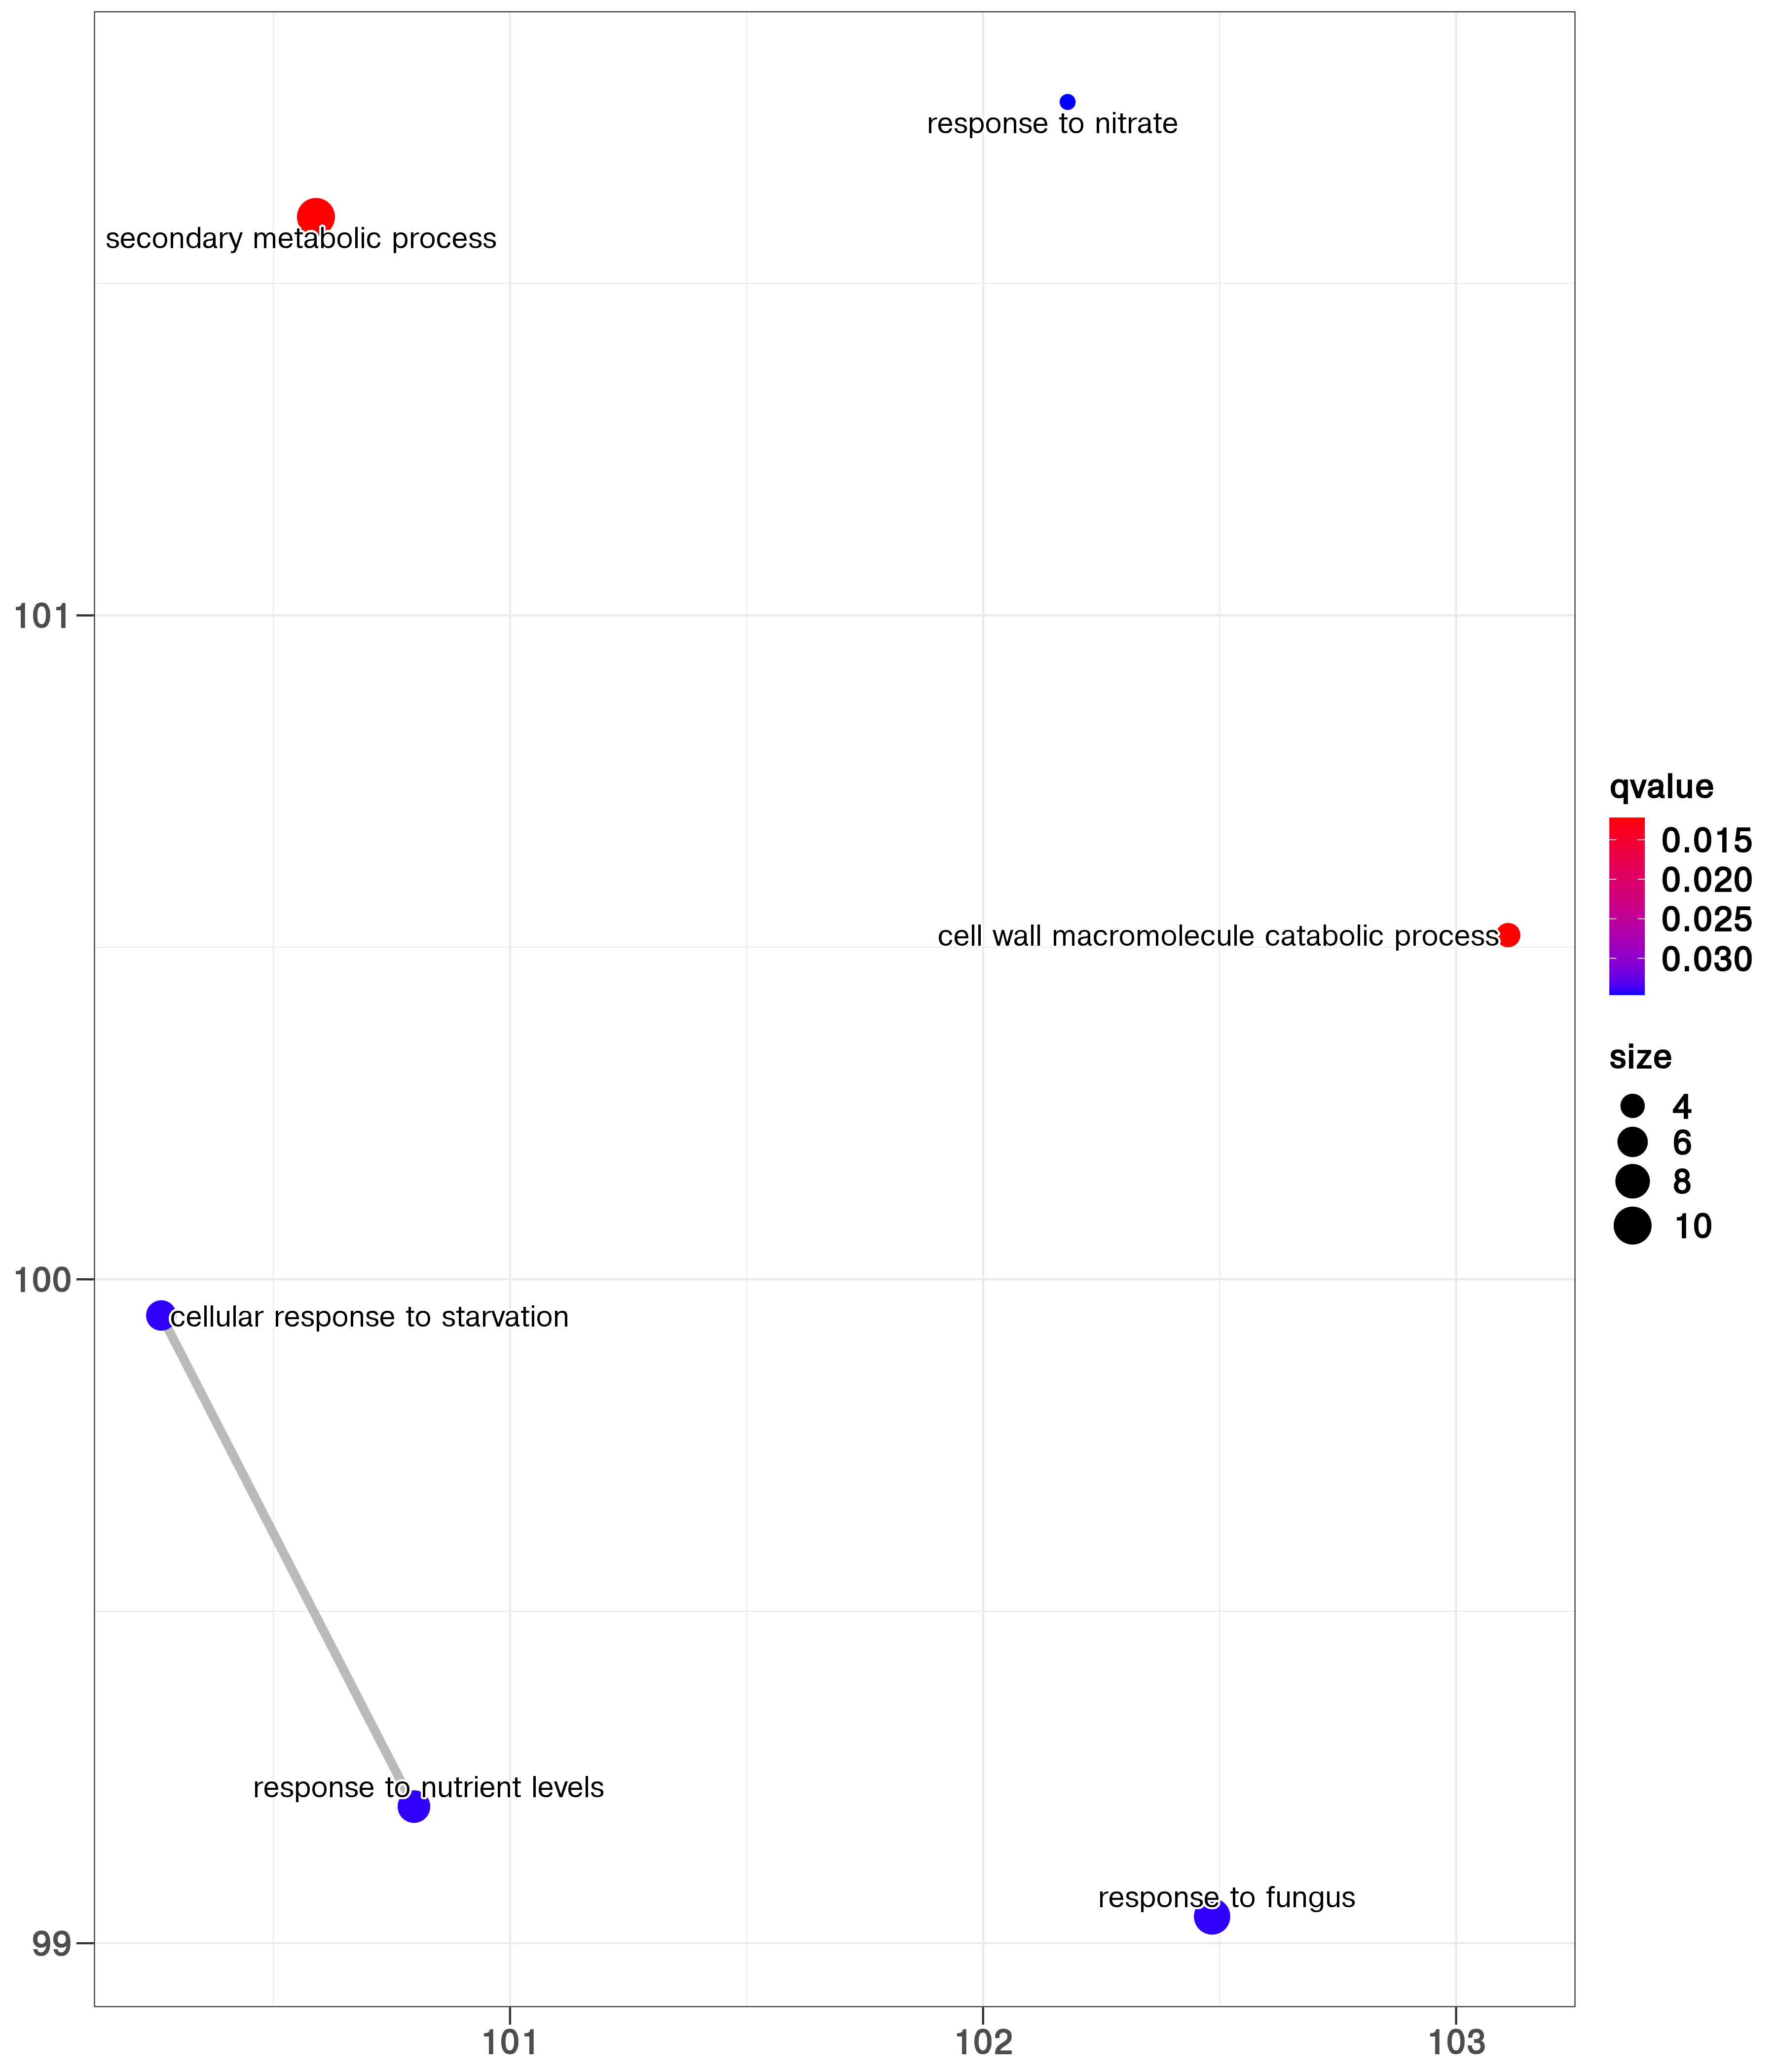 response to nitrate
secondary metabolic process
101
qvalue
0.015
0.020
0.025
0.030
cell wall macromolecule catabolic process
size
4
6
8
10
100
cellular response to starvation
response to nutrient levels
response to fungus
99
101
102
103